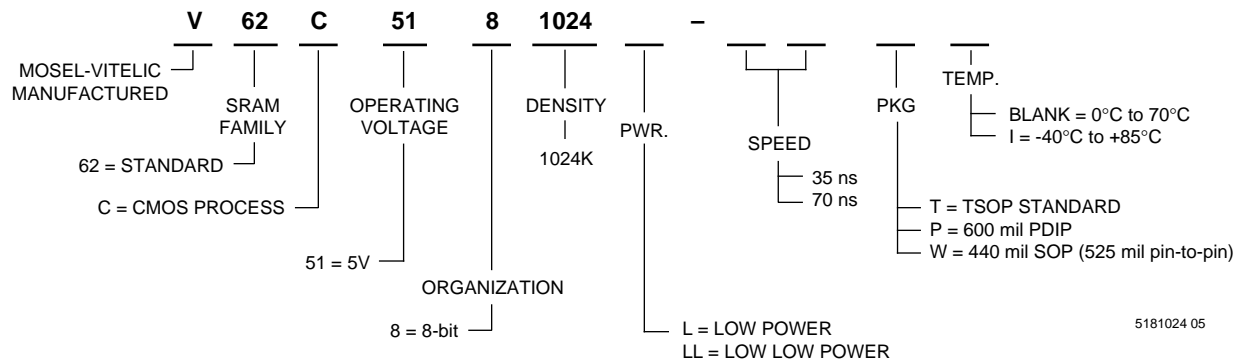 V 62 C 51 8 1024 –
MOSEL-VITELIC
MANUFACTURED
SRAM
FAMILY
62 = STANDARD
C = CMOS PROCESS
OPERATING
VOLTAGE
51 = 5V
ORGANIZATION
8 = 8-bit
DENSITY
1024K
PWR.
L = LOW POWER
LL = LOW LOW POWER
SPEED
35 ns
70 ns
PKG
T = TSOP STANDARD
P = 600 mil PDIP
W = 440 mil SOP (525 mil pin-to-pin)
TEMP.
BLANK = 0°C to 70°C
I = -40°C to +85°C
5181024 05